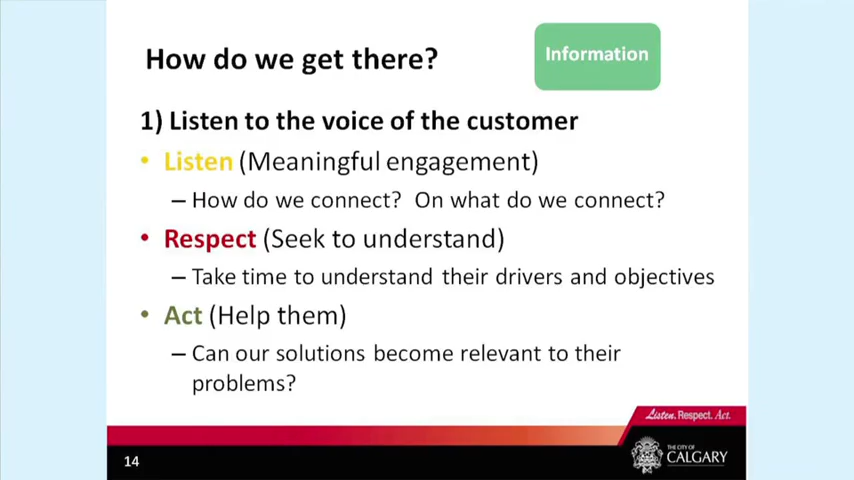 How do we get there?
Information
1) Listen to the voice of the customer
• Listen (Meaningful engagement)
– How do we connect? On what do we connect?
• Respect (Seek to understand)
– Take time to understand their drivers and objectives
• Act (Help them)
– Can our solutions become relevant to their
problems?
Listen. Respect. Act.
14
THE CITY OF
CALGARY